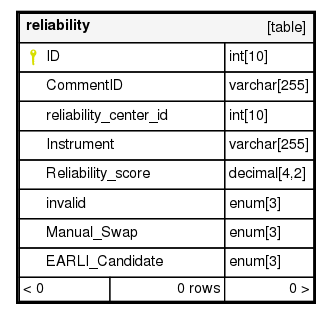 reliability [table]
ID int[10]
CommentID varchar[255]
reliability_center_id int[10]
Instrument varchar[255]
Reliability_score decimal[4,2]
invalid enum[3]
Manual_Swap enum[3]
EARLI_Candidate enum[3]
< 0 0 rows 0 >